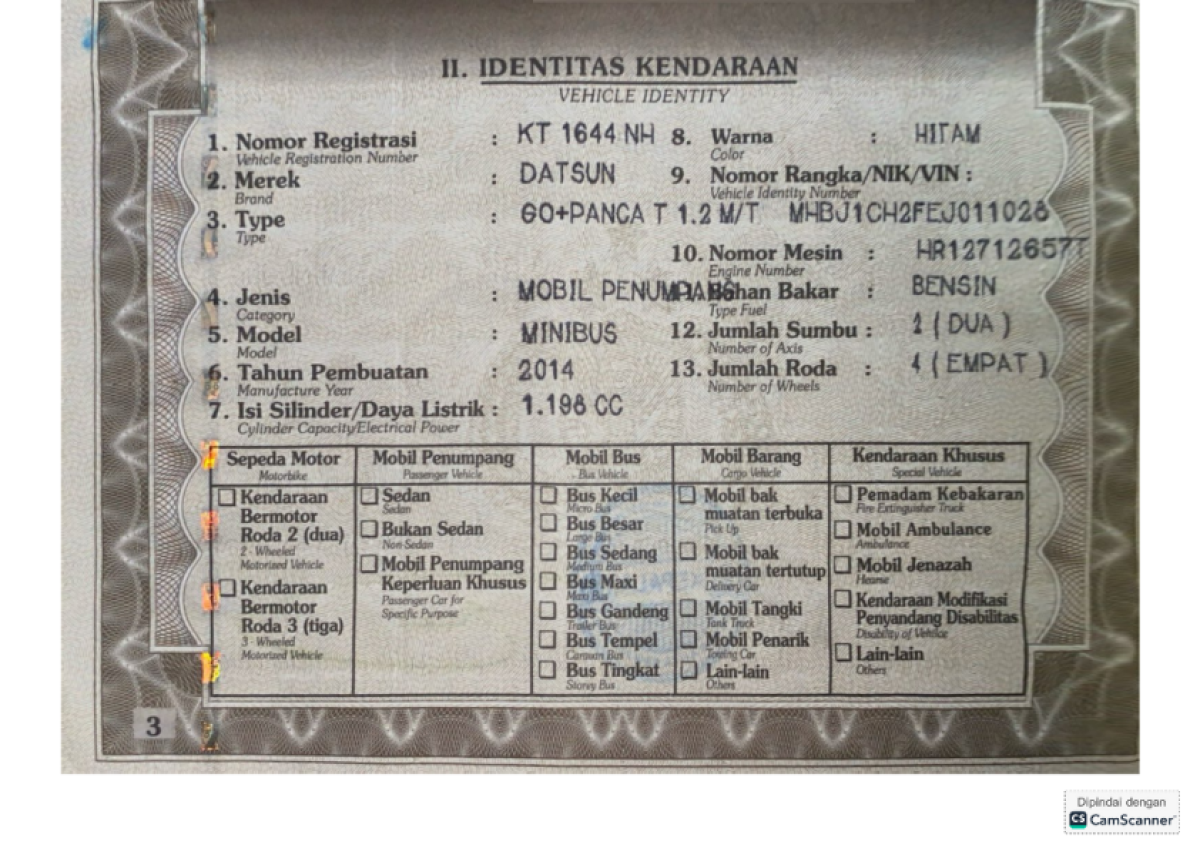 II. IDENTITAS KENDARAAN
VEHICLE IDENTITY
1. Nomor Registrasi : KT 1644 NH
Vehicle Registration Number
2. Merek : DATSUN
Brand
3. Type : GO+PANCA T 1.2 M/T
Type
4. Jenis : MOBIL PENUMPANG
Category
5. Model : MINIBUS
Model
6. Tahun Pembuatan : 2014
Manufacture Year
7. Isi Silinder/Daya Listrik : 1.198 CC
Cylinder Capacity/Electrical Power
8. Warna : HITAM
Color
9. Nomor Rangka/NIK/VIN :
Vehicle Identity Number
MHBJ1CH2FEJ011028
10. Nomor Mesin : HR12712657T
Engine Number
Bahan Bakar : BENSIN
Type Fuel
12. Jumlah Sumbu : 2 ( DUA )
Number of Axis
13. Jumlah Roda : 4 ( EMPAT )
Number of Wheels
Sepeda Motor
Motorbike
Kendaraan
Bermotor
Roda 2 (dua)
2 - Wheeled
Motorized Vehicle
Kendaraan
Bermotor
Roda 3 (tiga)
3 - Wheeled
Motorized Vehicle
Mobil Penumpang
Passenger Vehicle
Sedan
Sedan
Bukan Sedan
Non Sedan
Mobil Penumpang
Keperluan Khusus
Passenger Car for
Specific Purpose
Mobil Bus
Bus Vehicle
Bus Kecil
Micro Bus
Bus Besar
Large Bus
Bus Sedang
Medium Bus
Bus Maxi
Maxi Bus
Bus Gandeng
Trailer Bus
Bus Tempel
Caravan Bus
Bus Tingkat
Storey Bus
Mobil Barang
Cargo Vehicle
Mobil bak
muatan terbuka
Pick Up
Mobil bak
muatan tertutup
Delivery Car
Mobil Tangki
Tank Truck
Mobil Penarik
Towing Car
Lain-lain
Others
Kendaraan Khusus
Special Vehicle
Pemadam Kebakaran
Fire Extinguisher Truck
Mobil Ambulance
Ambulance
Mobil Jenazah
Hearse
Kendaraan Modifikasi
Penyandang Disabilitas
Disability of Vehicle
Lain-lain
Others
3
Dipindai dengan
CS CamScanner